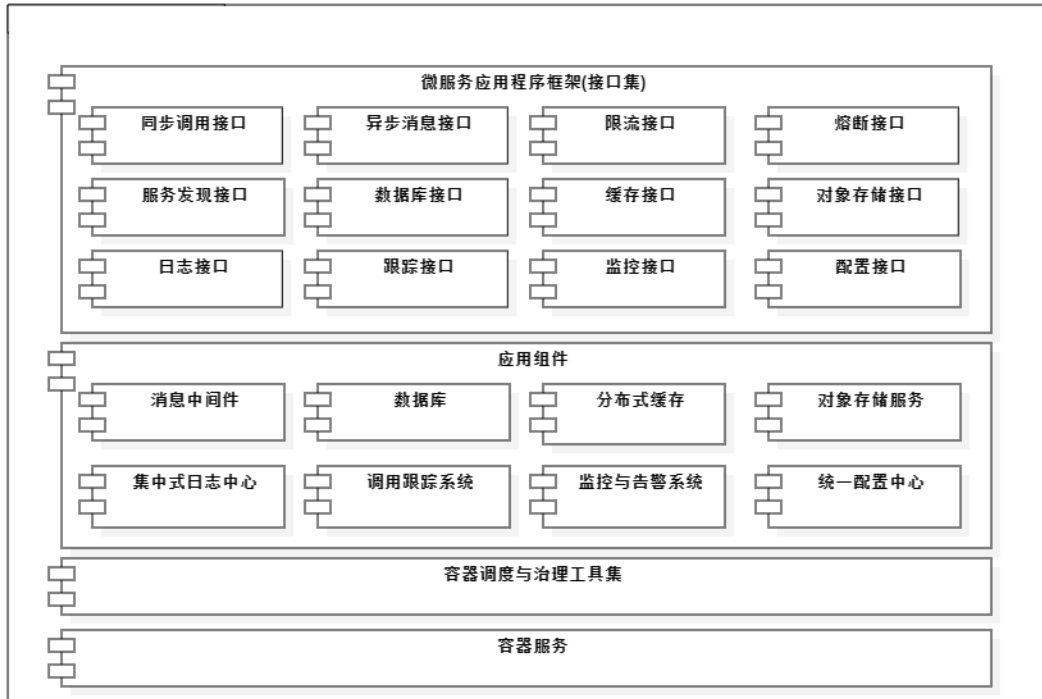 微服务应用程序框架(接口集)
同步调用接口 异步消息接口 限流接口 熔断接口
服务发现接口 数据库接口 缓存接口 对象存储接口
日志接口 跟踪接口 监控接口 配置接口
应用组件
消息中间件 数据库 分布式缓存 对象存储服务
集中式日志中心 调用跟踪系统 监控与告警系统 统一配置中心
容器调度与治理工具集
容器服务